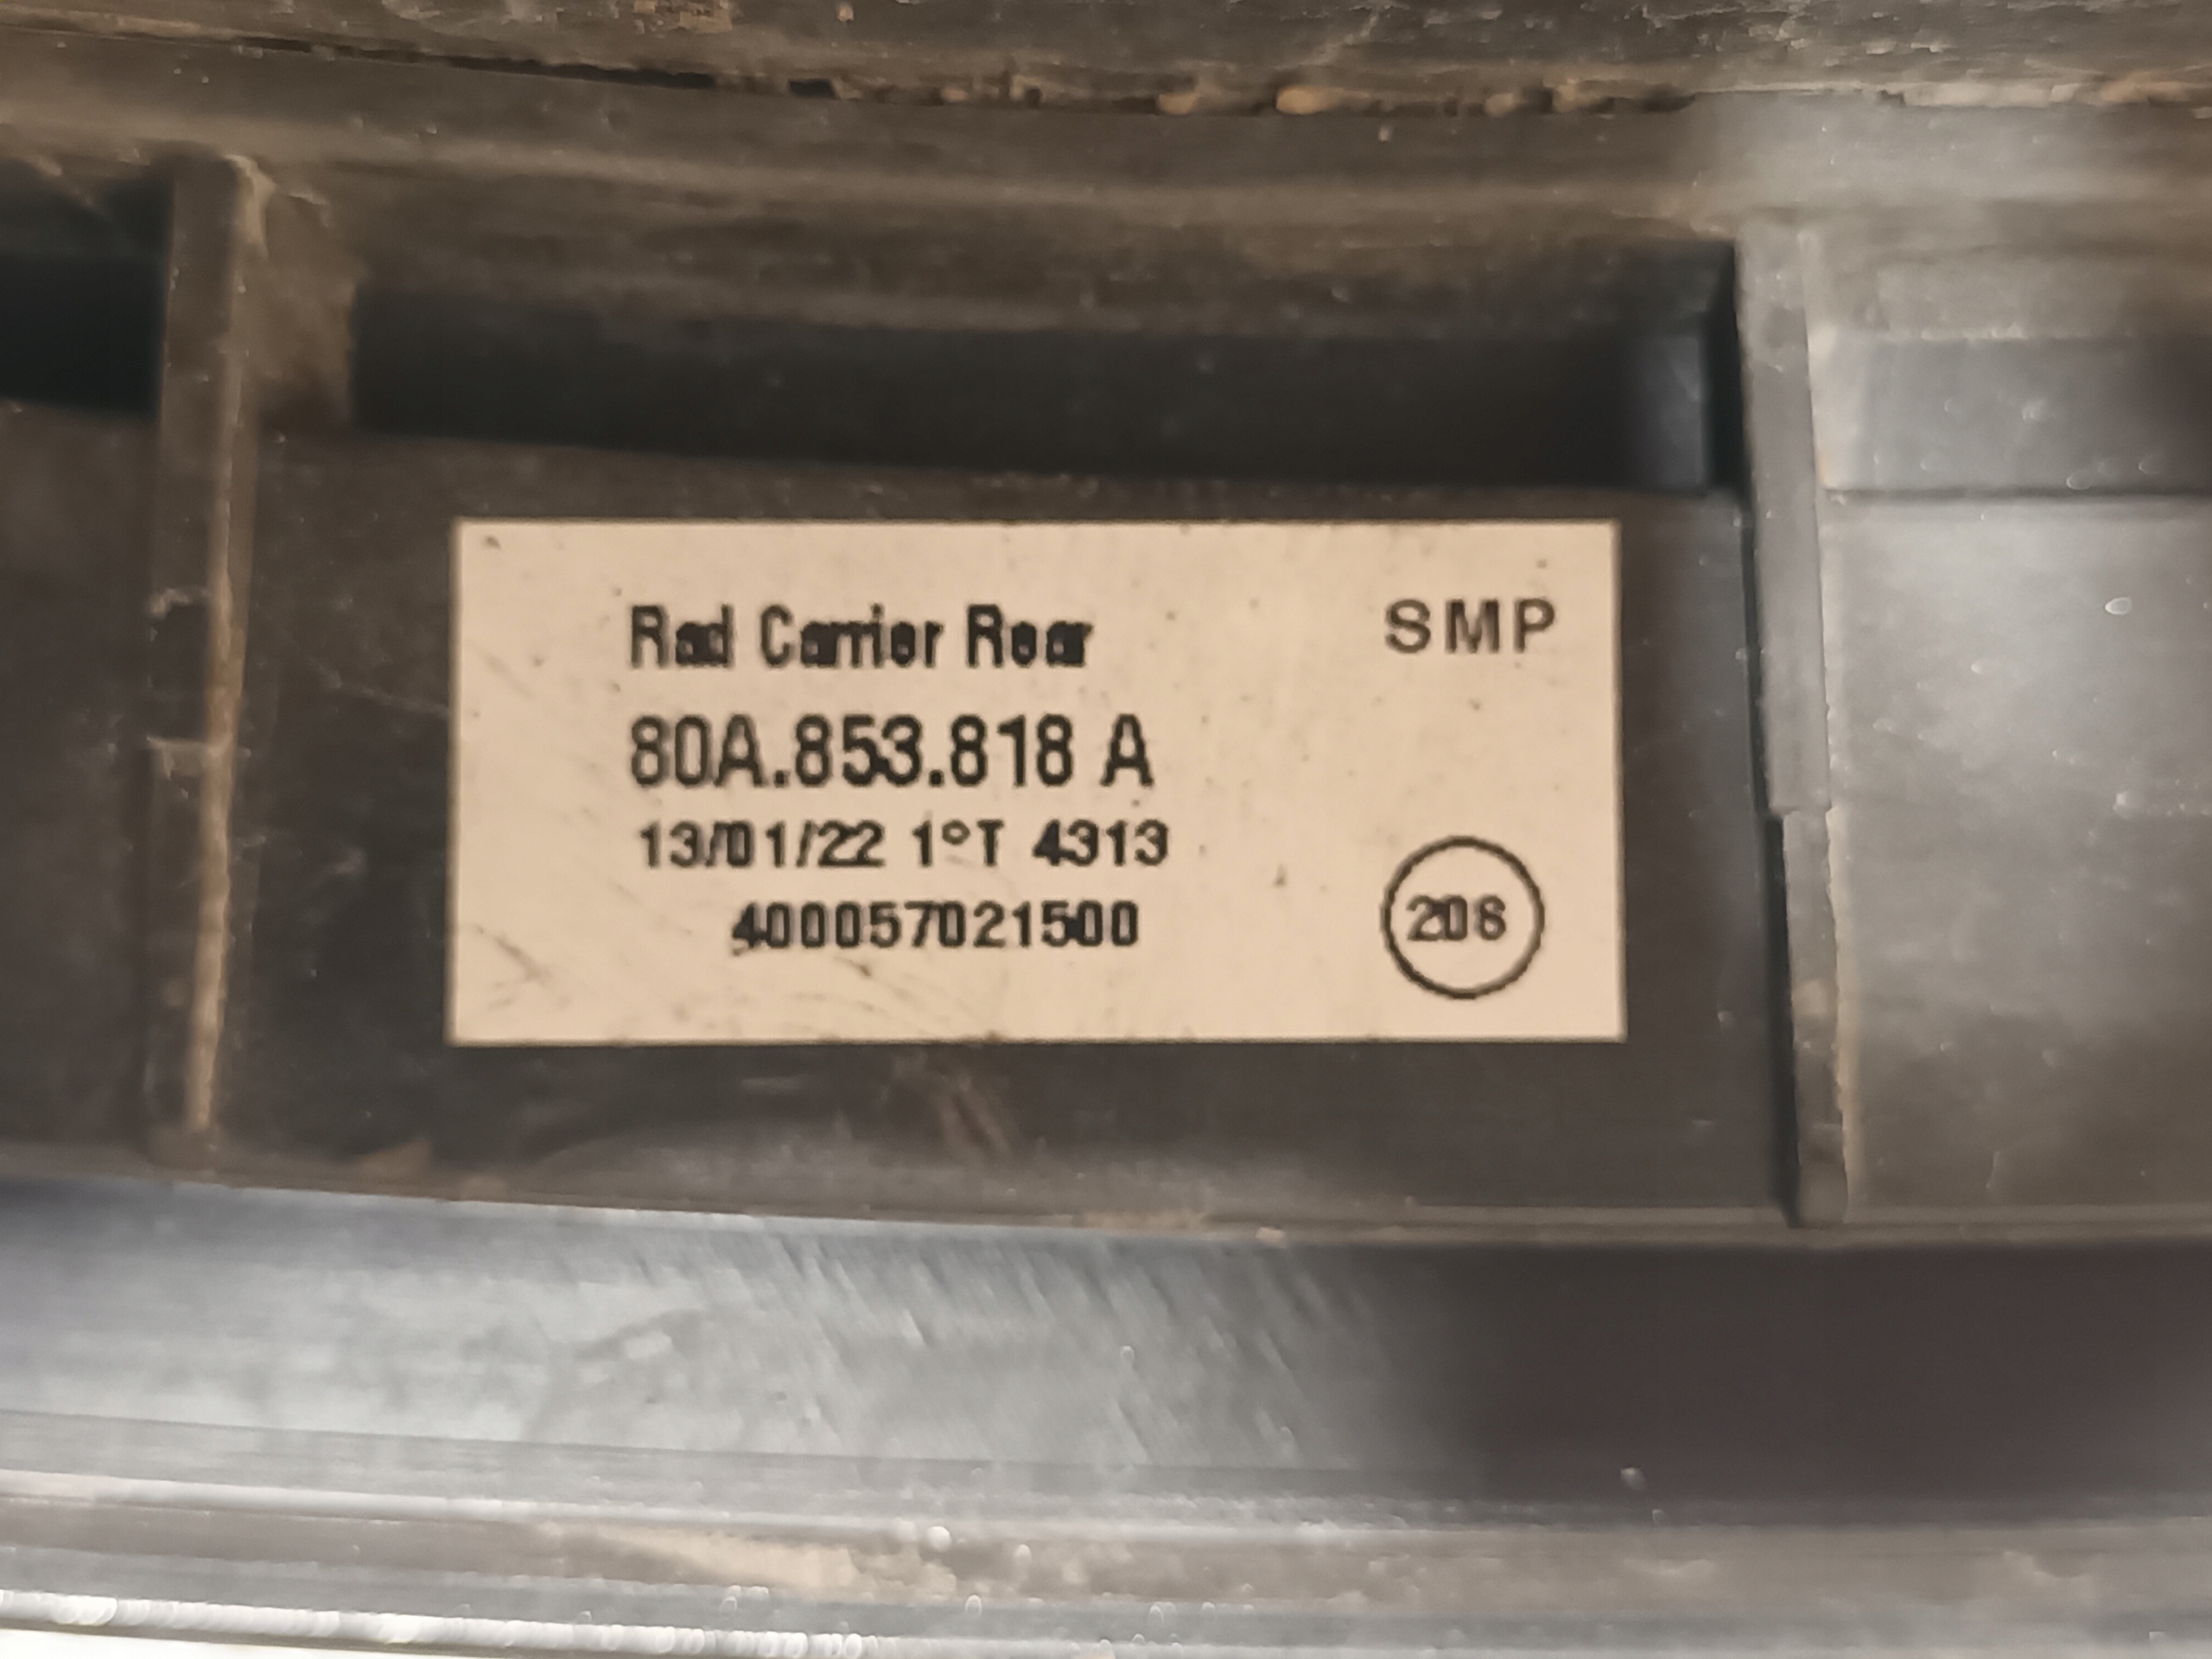 Rad Carrier Rear
SMP
80A.853.818 A
13/01/22 1°T 4313
400057021500
206